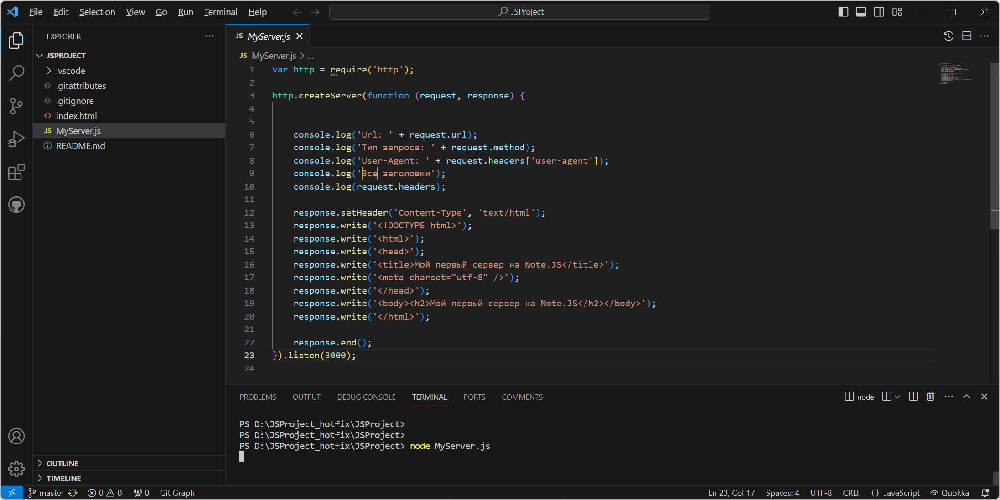 File Edit Selection View Go Run Terminal Help JSProject
EXPLORER
JSPROJECT
.vscode
.gitattributes
.gitignore
index.html
JS MyServer.js
README.md
OUTLINE
TIMELINE
JS MyServer.js
JS MyServer.js > ...
1 var http = require('http');
2
3 http.createServer(function (request, response) {
4
5
6 console.log('Url: ' + request.url);
7 console.log('Тип запроса: ' + request.method);
8 console.log('User-Agent: ' + request.headers['user-agent']);
9 console.log('Все заголовки');
10 console.log(request.headers);
11
12 response.setHeader('Content-Type', 'text/html');
13 response.write('<!DOCTYPE html>');
14 response.write('<html>');
15 response.write('<head>');
16 response.write('<title>Мой первый сервер на Note.JS</title>');
17 response.write('<meta charset="utf-8" />');
18 response.write('</head>');
19 response.write('<body><h2>Мой первый сервер на Note.JS</h2></body>');
20 response.write('</html>');
21
22 response.end();
23 }).listen(3000);
24
PROBLEMS OUTPUT DEBUG CONSOLE TERMINAL PORTS COMMENTS node
PS D:\JSProject_hotfix\JSProject>
PS D:\JSProject_hotfix\JSProject>
PS D:\JSProject_hotfix\JSProject> node MyServer.js
master 0 0 0 Git Graph Ln 23, Col 17 Spaces: 4 UTF-8 CRLF {} JavaScript Quokka